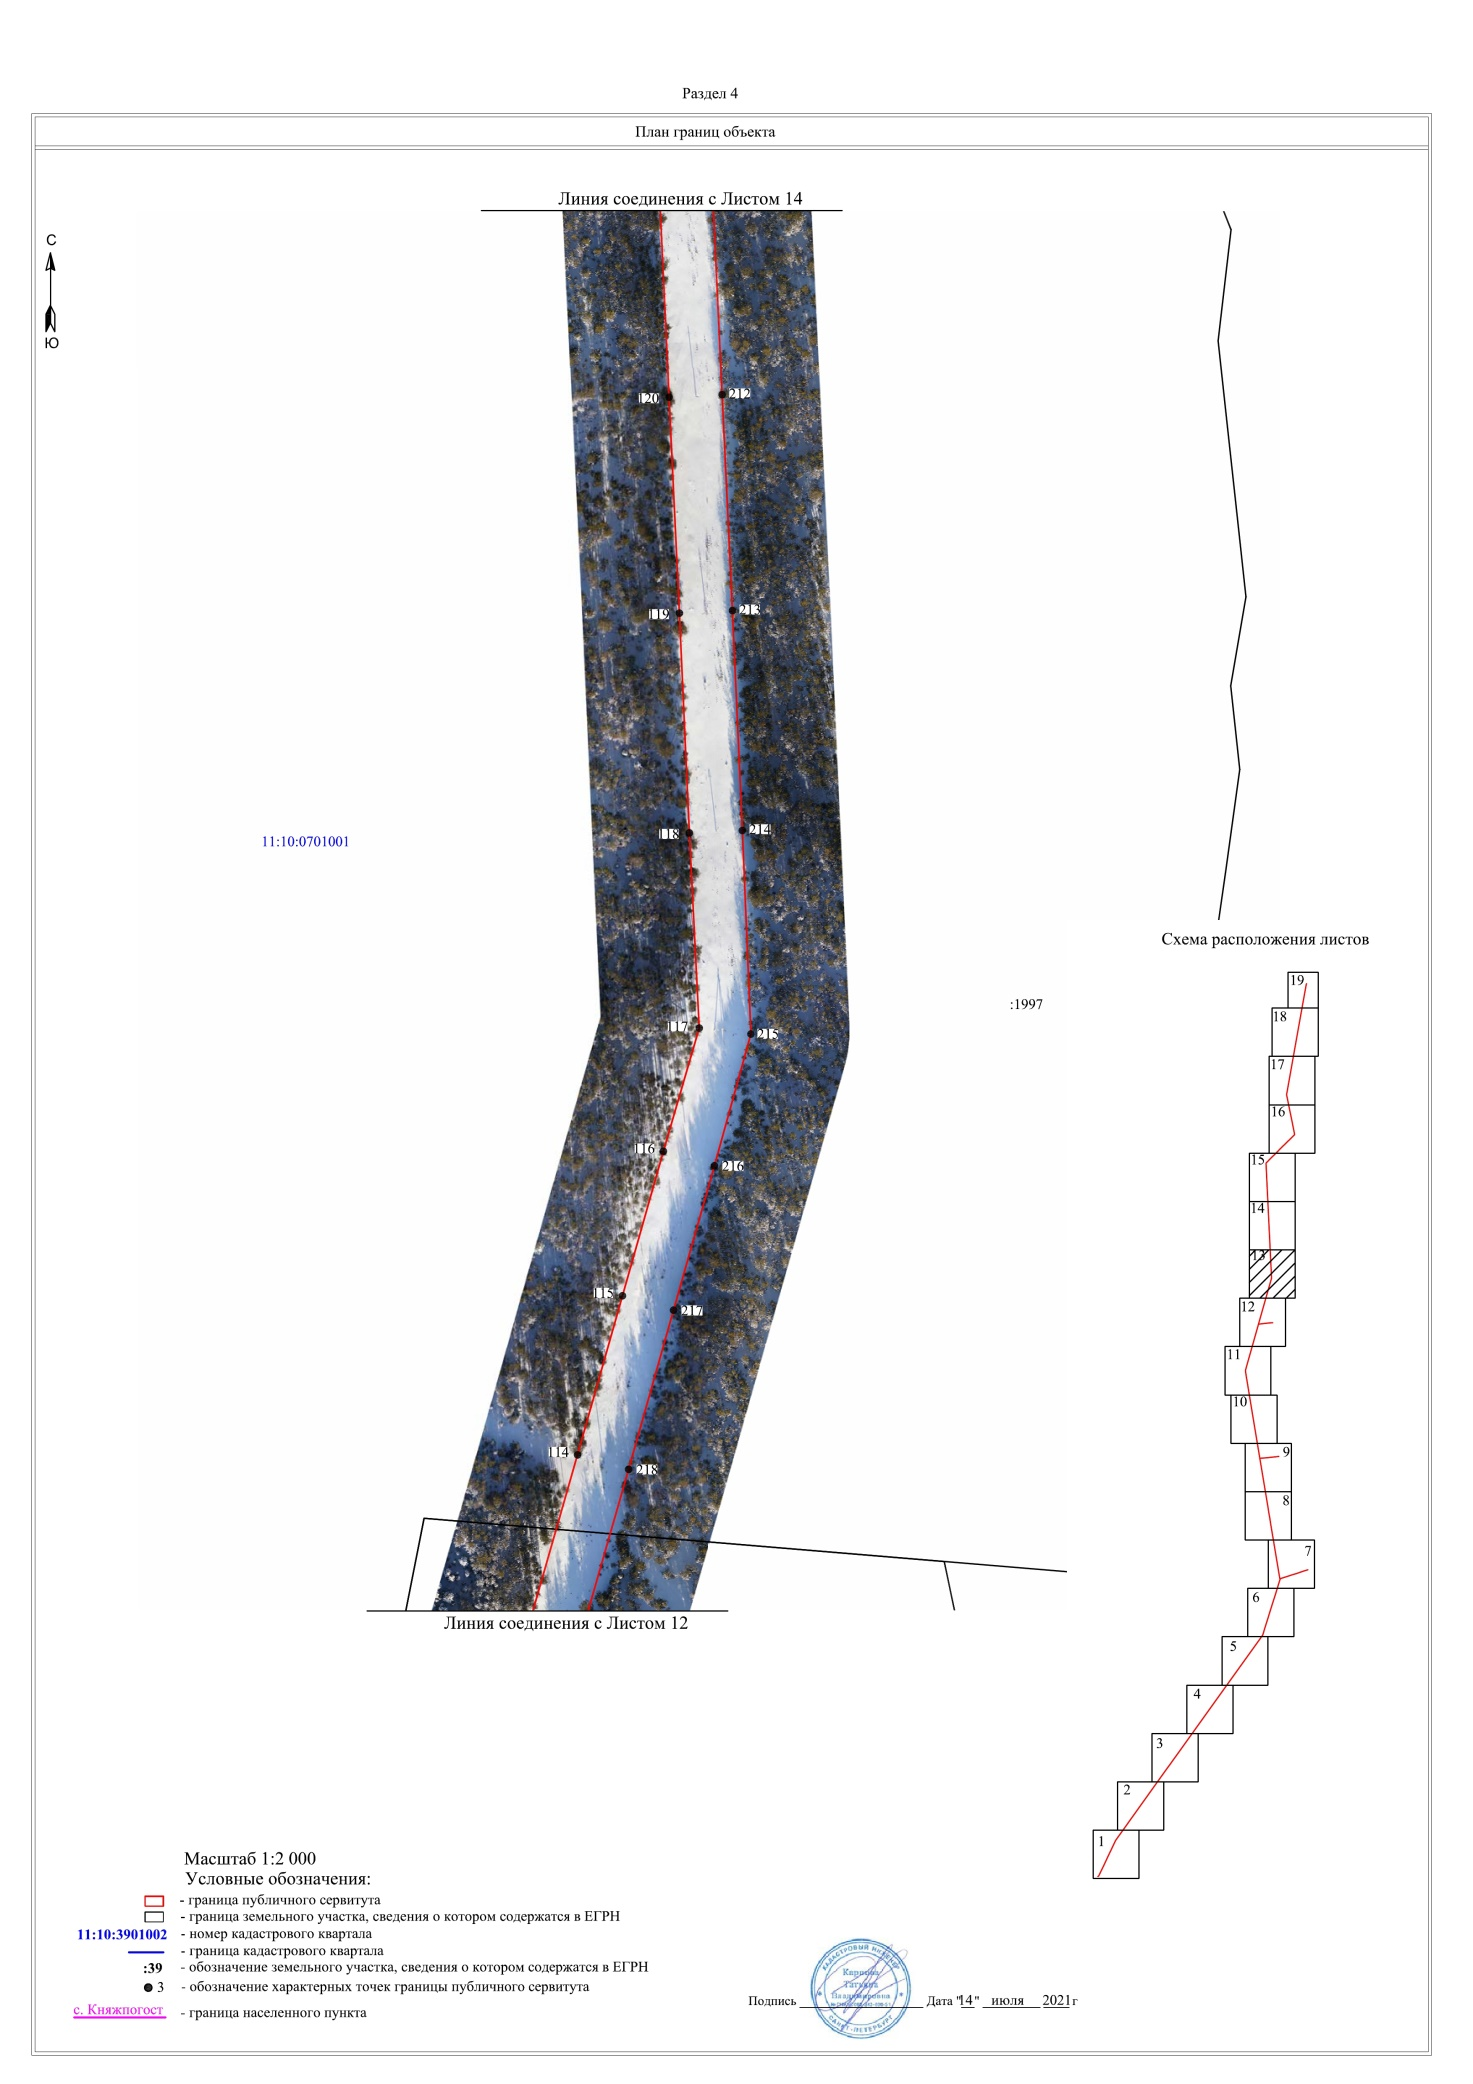 Раздел 4
План границ объекта
Линия соединения с Листом 14
С
Ю
120
212
119
213
118
214
11:10:0701001
:1997
117
215
116
216
115
217
114
218
Линия соединения с Листом 12
Схема расположения листов
19
18
17
16
15
14
13
12
11
10
9
8
7
6
5
4
3
2
1
Масштаб 1:2 000
Условные обозначения:
- граница публичного сервитута
- граница земельного участка, сведения о котором содержатся в ЕГРН
11:10:3901002 - номер кадастрового квартала
- граница кадастрового квартала
:39 - обозначение земельного участка, сведения о котором содержатся в ЕГРН
3 - обозначение характерных точек границы публичного сервитута
с. Княжпогост - граница населенного пункта
КАДАСТРОВЫЙ ИНЖЕНЕР
Татьяна
САНКТ-ПЕТЕРБУРГ
Подпись Дата "14" июля 2021г